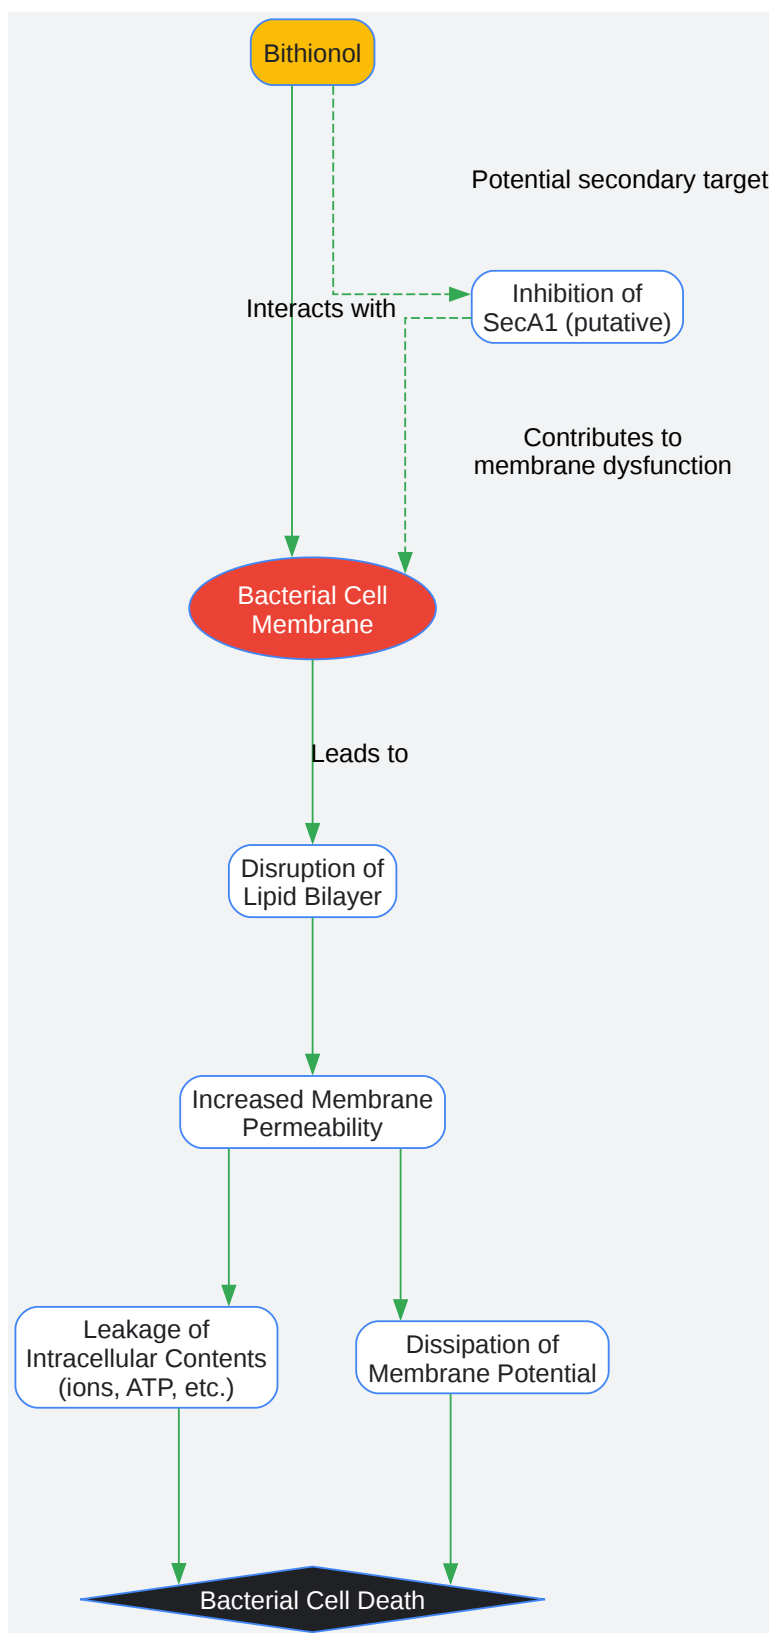 Bithionol
Potential secondary target
Inhibition of
SecA1 (putative)
Interacts with
Contributes to
membrane dysfunction
Bacterial Cell
Membrane
Leads to
Disruption of
Lipid Bilayer
Increased Membrane
Permeability
Leakage of
Intracellular Contents
(ions, ATP, etc.)
Dissipation of
Membrane Potential
Bacterial Cell Death